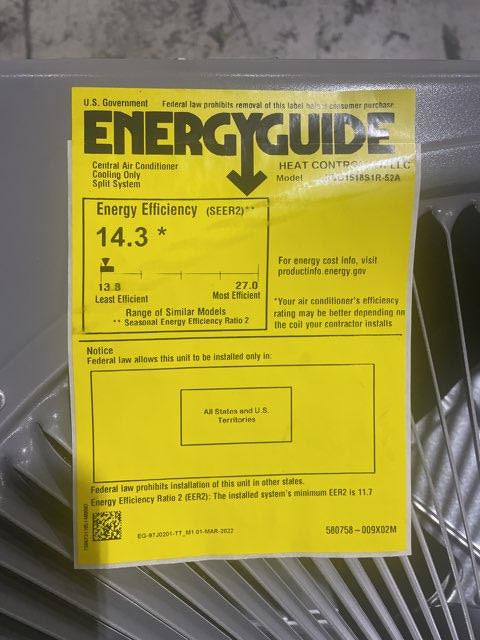 U.S. Government Federal law prohibits removal of this label before consumer purchase.
ENERGYGUIDE
Central Air Conditioner
Cooling Only
Split System
HEAT CONTROLLER LLC
Model 1518S1R-52A
Energy Efficiency (SEER2)**
14.3 *
13.8 27.0
Least Efficient Most Efficient
Range of Similar Models
** Seasonal Energy Efficiency Ratio 2
For energy cost info, visit
productinfo.energy.gov
*Your air conditioner's efficiency
rating may be better depending on
the coil your contractor installs
Notice
Federal law allows this unit to be installed only in:
All States and U.S.
Territories
Federal law prohibits installation of this unit in other states.
Energy Efficiency Ratio 2 (EER2): The installed system's minimum EER2 is 11.7
EG-97J0201-TT_M1 01-MAR-2022
580758-009X02M